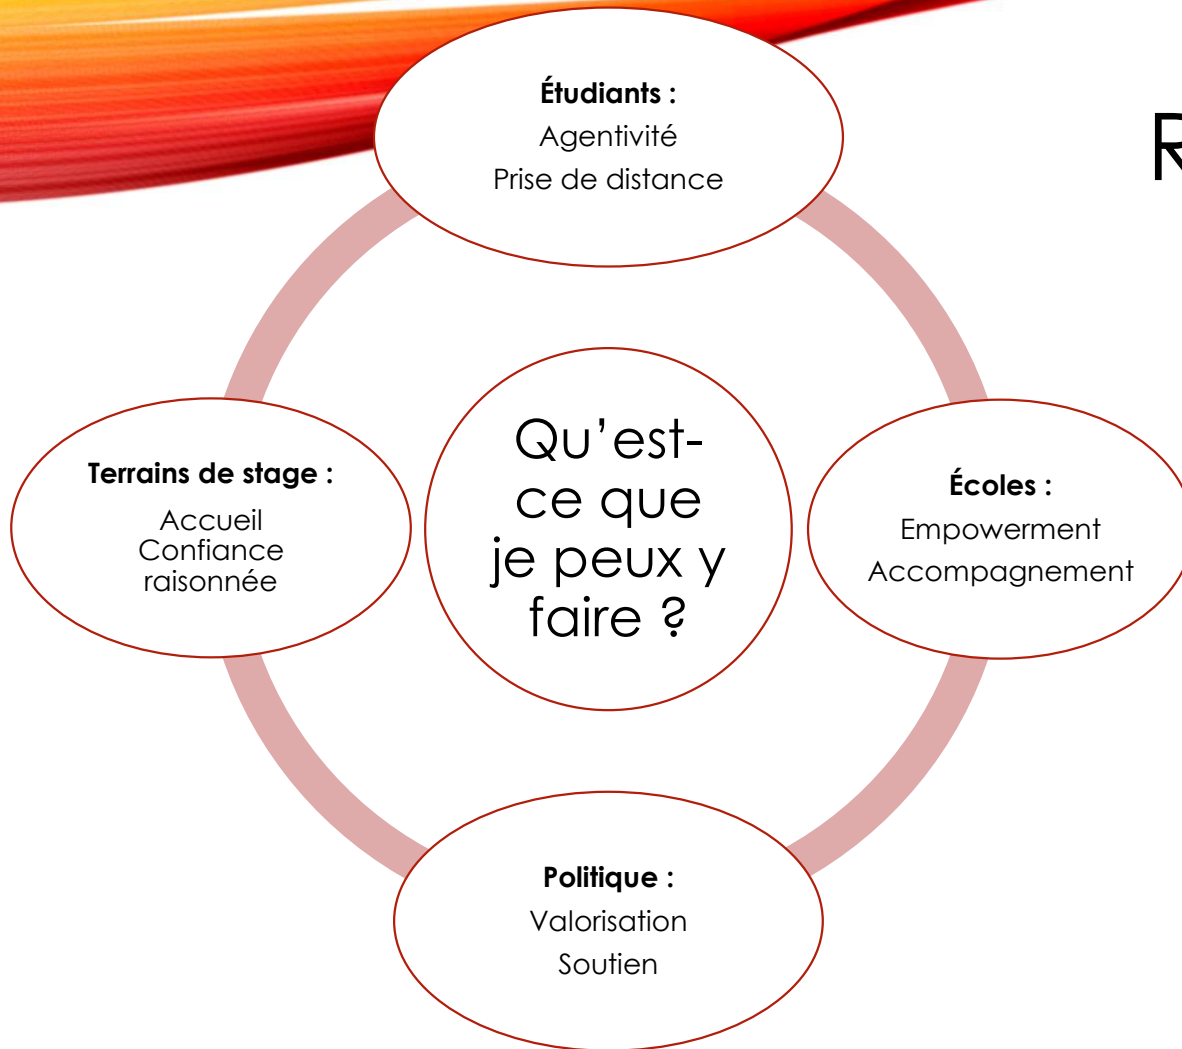 Étudiants :
Agentivité
Prise de distance
Terrains de stage :
Accueil
Confiance
raisonnée
Qu’est-
ce que
je peux y
faire ?
Écoles :
Empowerment
Accompagnement
Politique :
Valorisation
Soutien